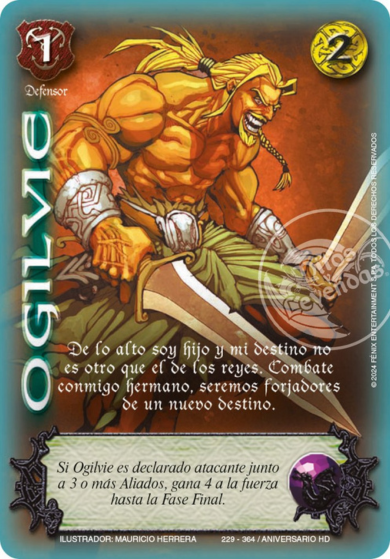 1
2
Defensor
OGILVIE
© 2024 FÉNIX ENTERTAINMENT S.A. TODOS LOS DERECHOS RESERVADOS
Mitos
Leyendas
De lo alto soy hijo y mi destino no
es otro que el de los reyes. Combate
conmigo hermano, seremos forjadores
de un nuevo destino.
Si Ogilvie es declarado atacante junto
a 3 o más Aliados, gana 4 a la fuerza
hasta la Fase Final.
ILUSTRADOR: MAURICIO HERRERA
229 - 364 / ANIVERSARIO HD